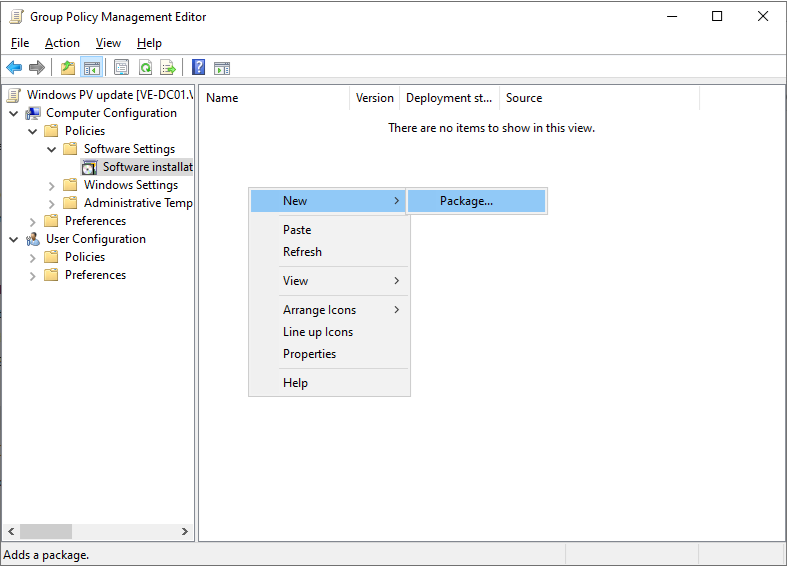 Group Policy Management Editor
File Action View Help
Windows PV update [VE-DC01.V
Computer Configuration
Policies
Software Settings
Software installat
Windows Settings
Administrative Temp
Preferences
User Configuration
Policies
Preferences
Name Version Deployment st... Source
There are no items to show in this view.
New
Package...
Paste
Refresh
View
Arrange Icons
Line up Icons
Properties
Help
Adds a package.